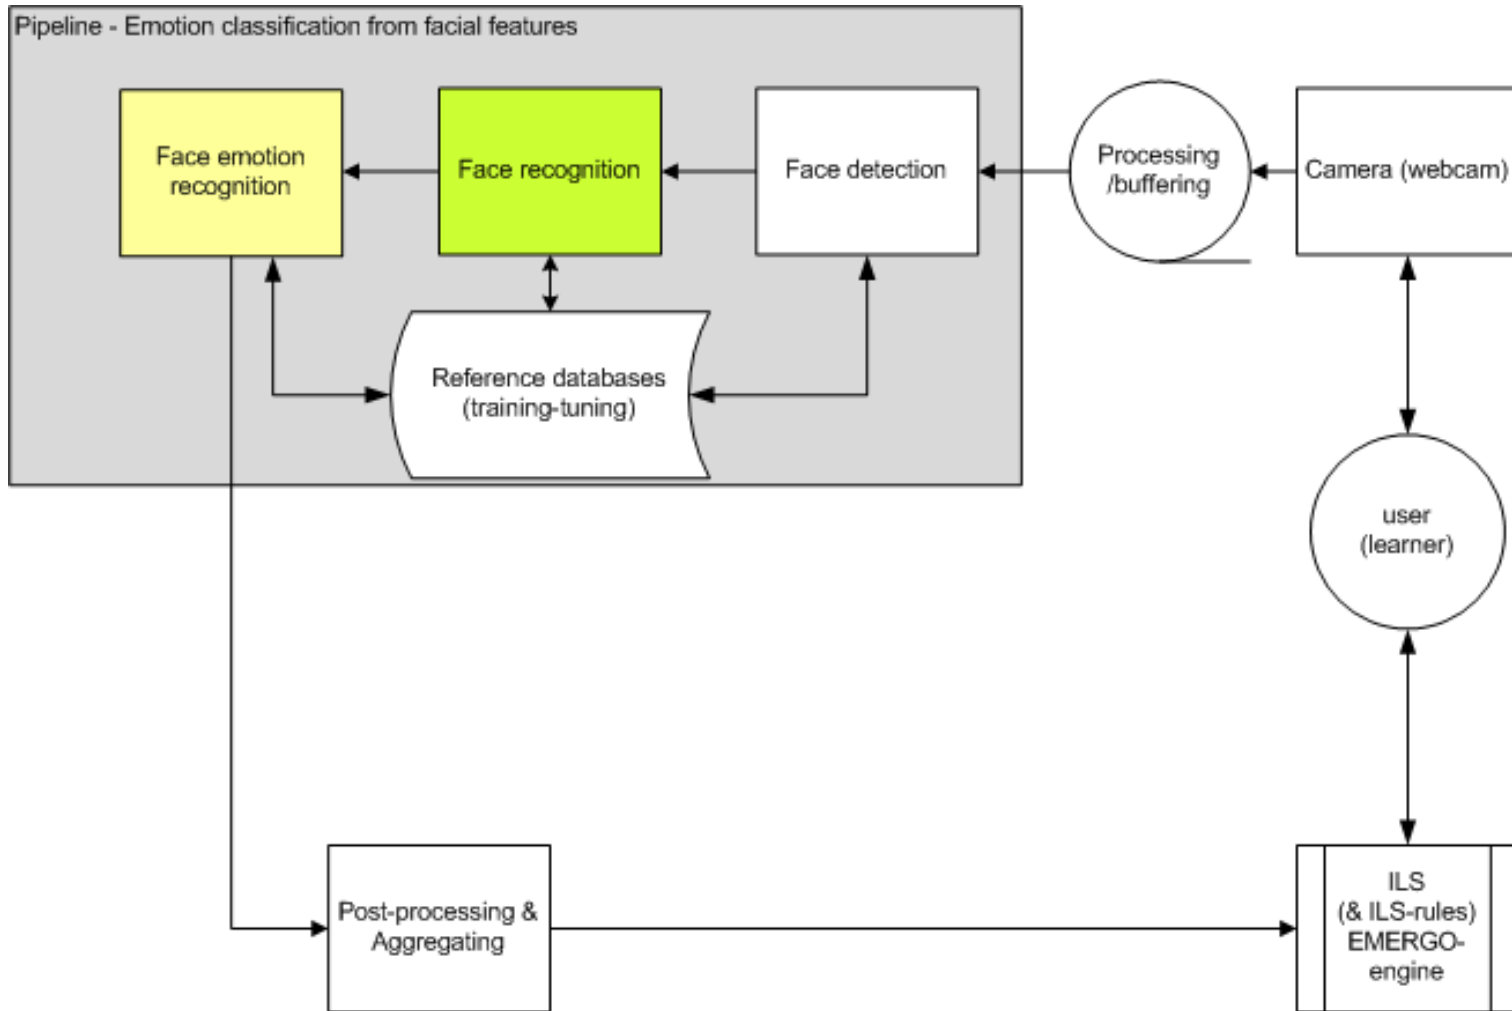 Pipeline - Emotion classification from facial features
Face emotion
recognition
Face recognition
Face detection
Processing
/buffering
Camera (webcam)
Reference databases
(training-tuning)
user
(learner)
Post-processing &
Aggregating
ILS
(& ILS-rules)
EMERGO-
engine